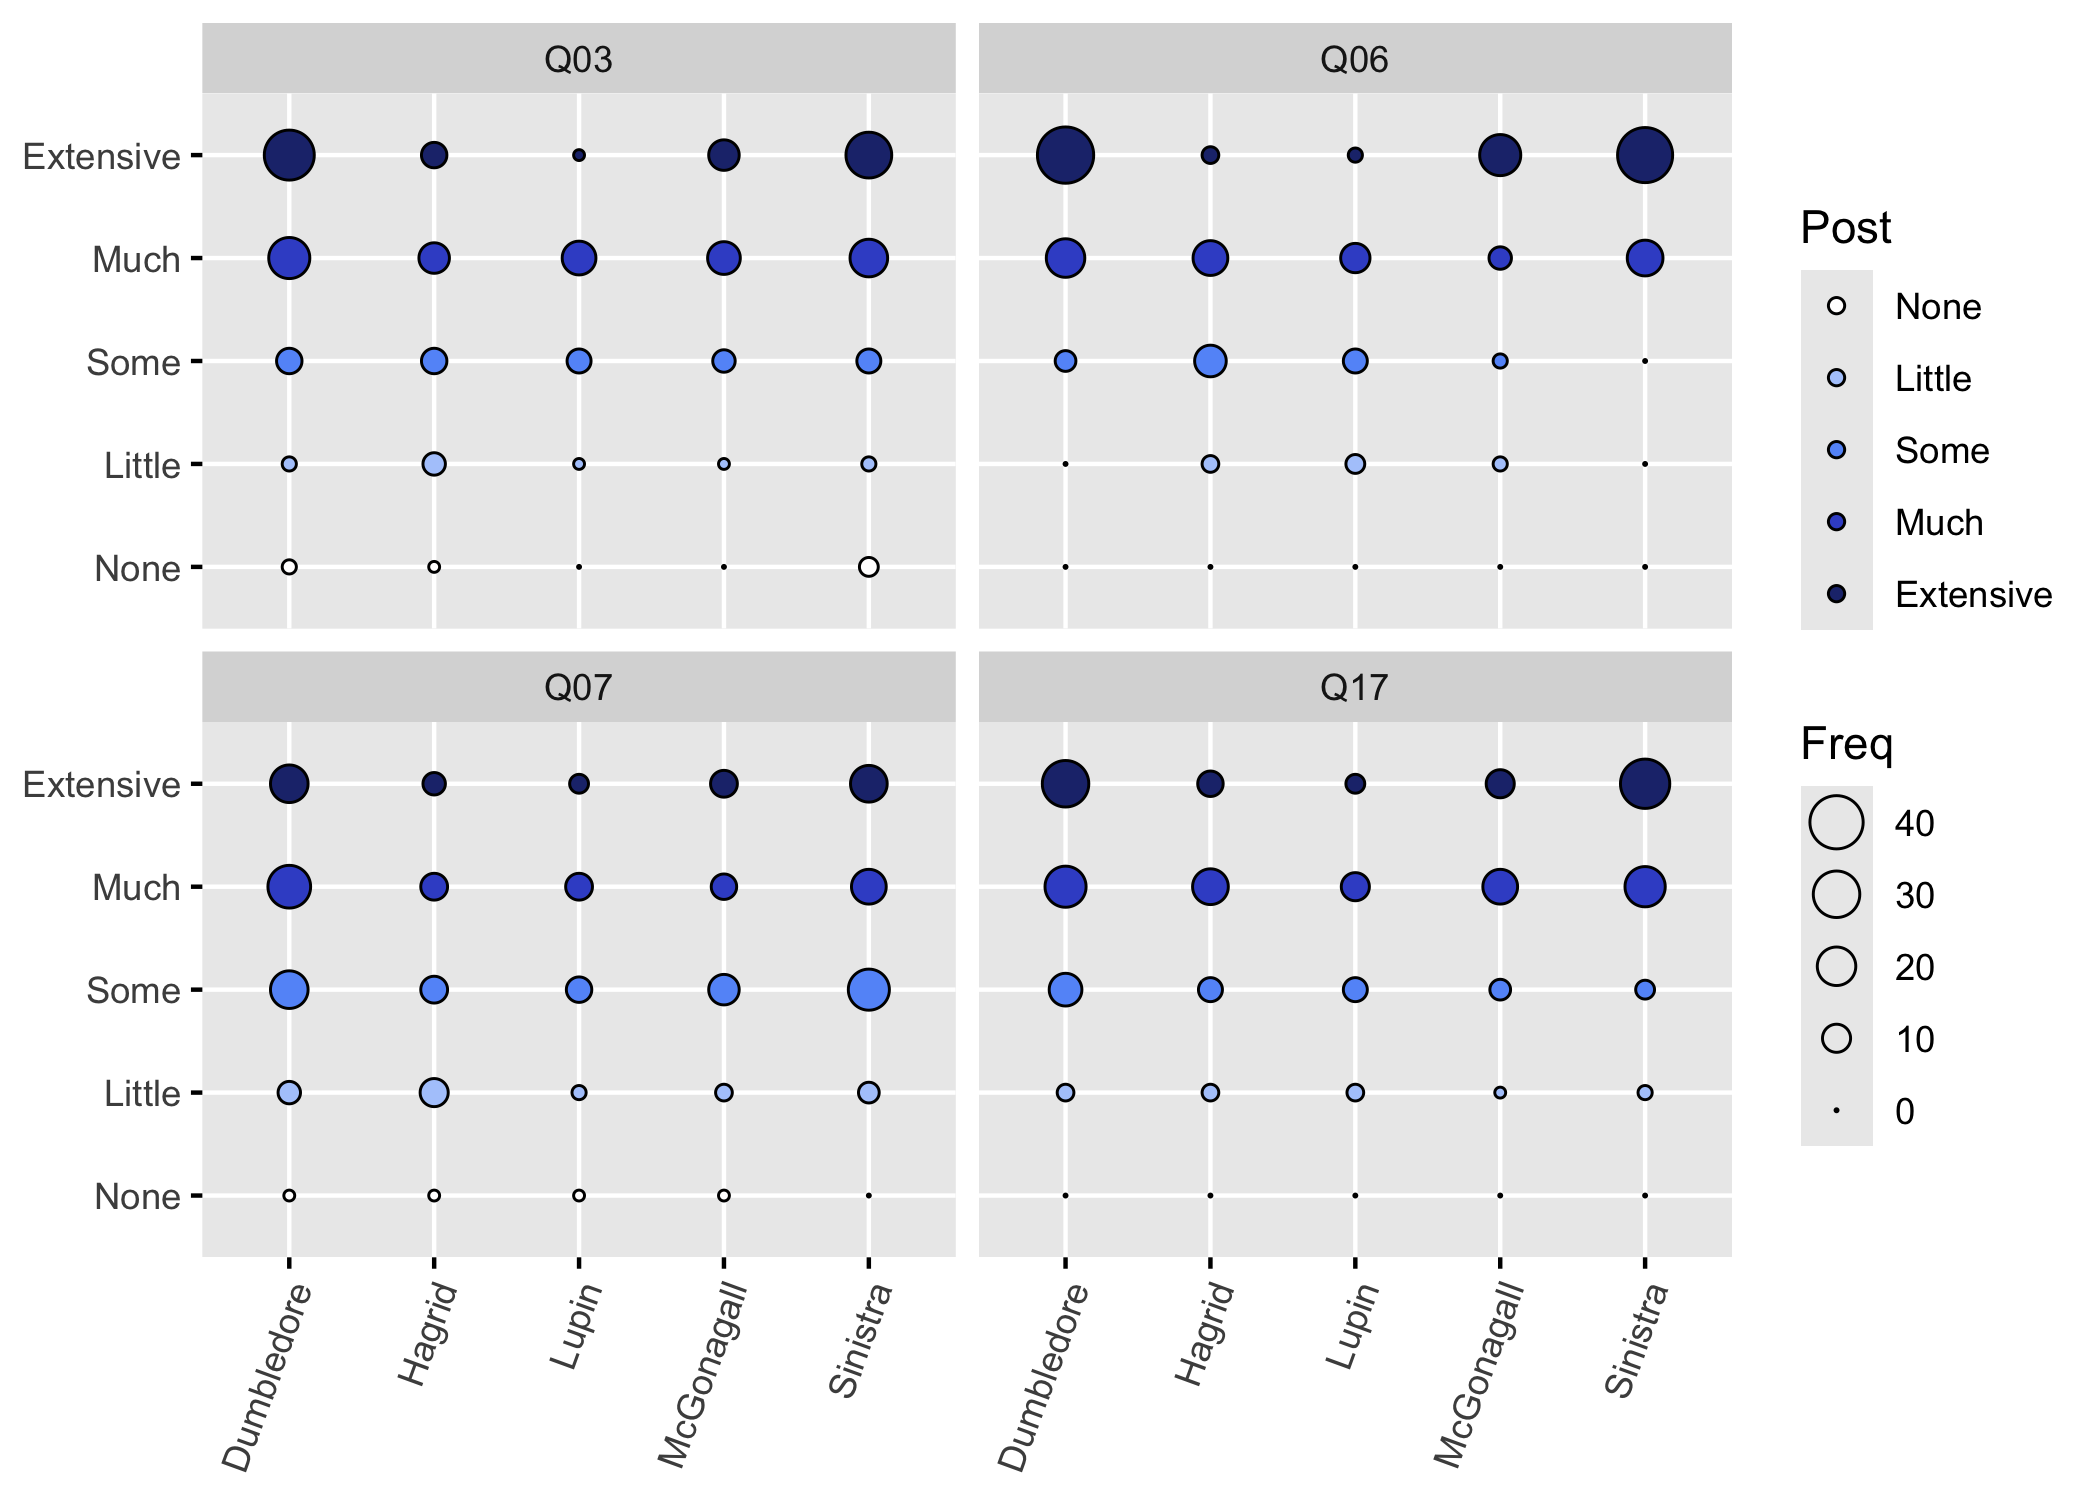 Q03
Q06
Extensive
Much
Some
Little
None
Post
None
Little
Some
Much
Extensive
Q07
Q17
Extensive
Much
Some
Little
None
Freq
40
30
20
10
0
Dumbledore
Hagrid
Lupin
McGonagall
Sinistra
Dumbledore
Hagrid
Lupin
McGonagall
Sinistra